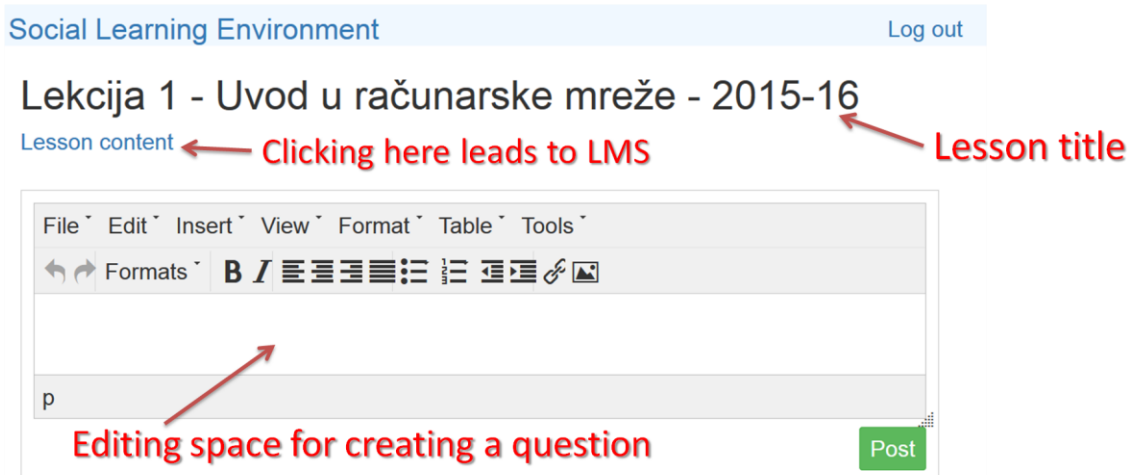 Social Learning Environment Log out
Lekcija 1 - Uvod u računarske mreže - 2015-16
Lesson content Clicking here leads to LMS Lesson title
File Edit Insert View Format Table Tools
Formats B I
p
Editing space for creating a question
Post